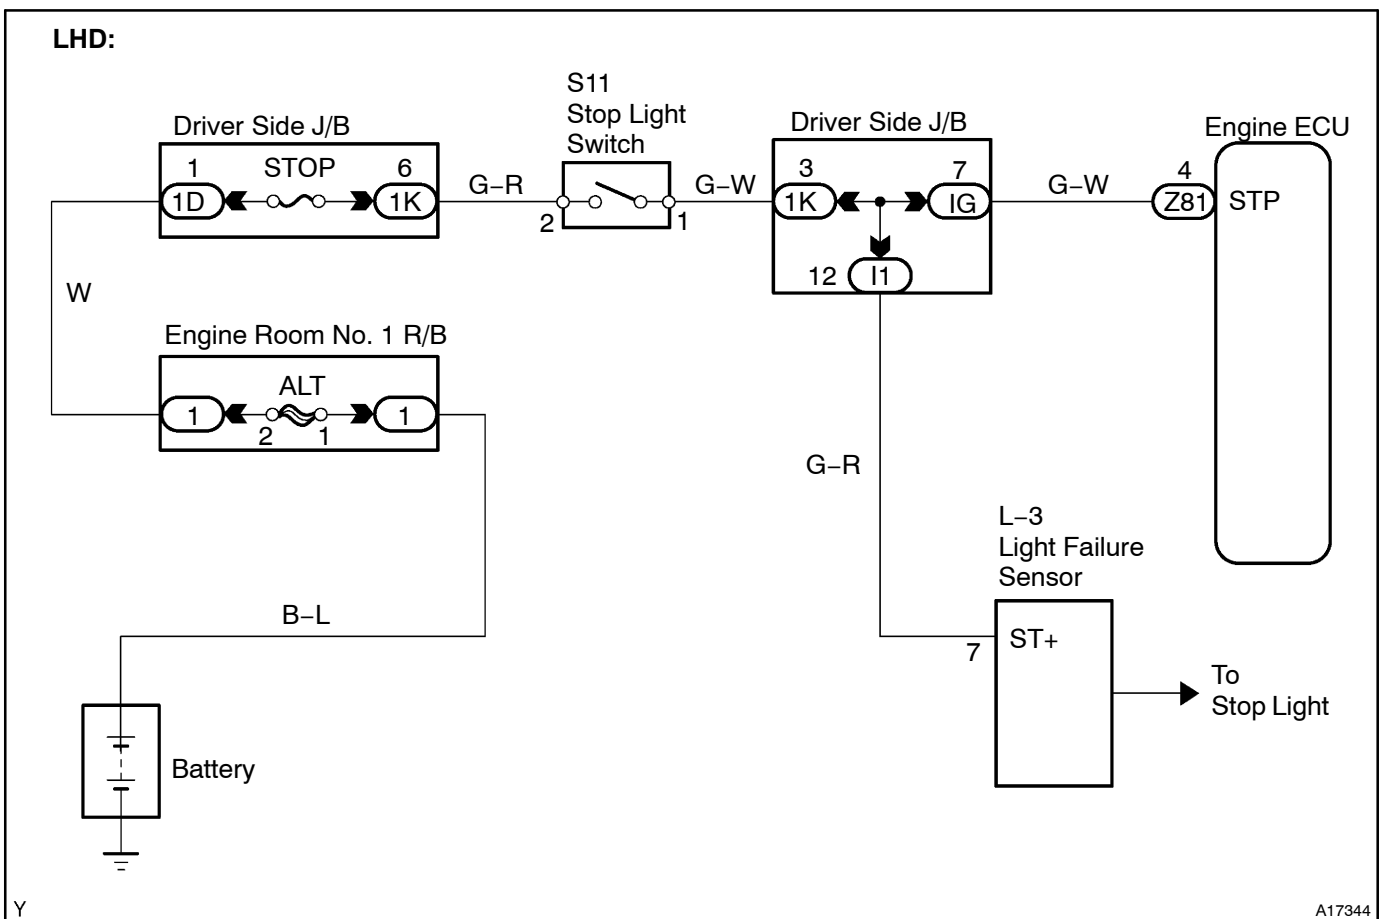 LHD:
S11
Stop Light
Switch
Driver Side J/B
Driver Side J/B
Engine ECU
1
STOP
6
3
7
4
1D
1K
G–R
G–W
1K
IG
G–W
Z81
STP
2
1
12
I1
W
Engine Room No. 1 R/B
ALT
1
1
2
1
G–R
L–3
Light Failure
Sensor
B–L
ST+
7
To
Stop Light
Battery
Y
A17344